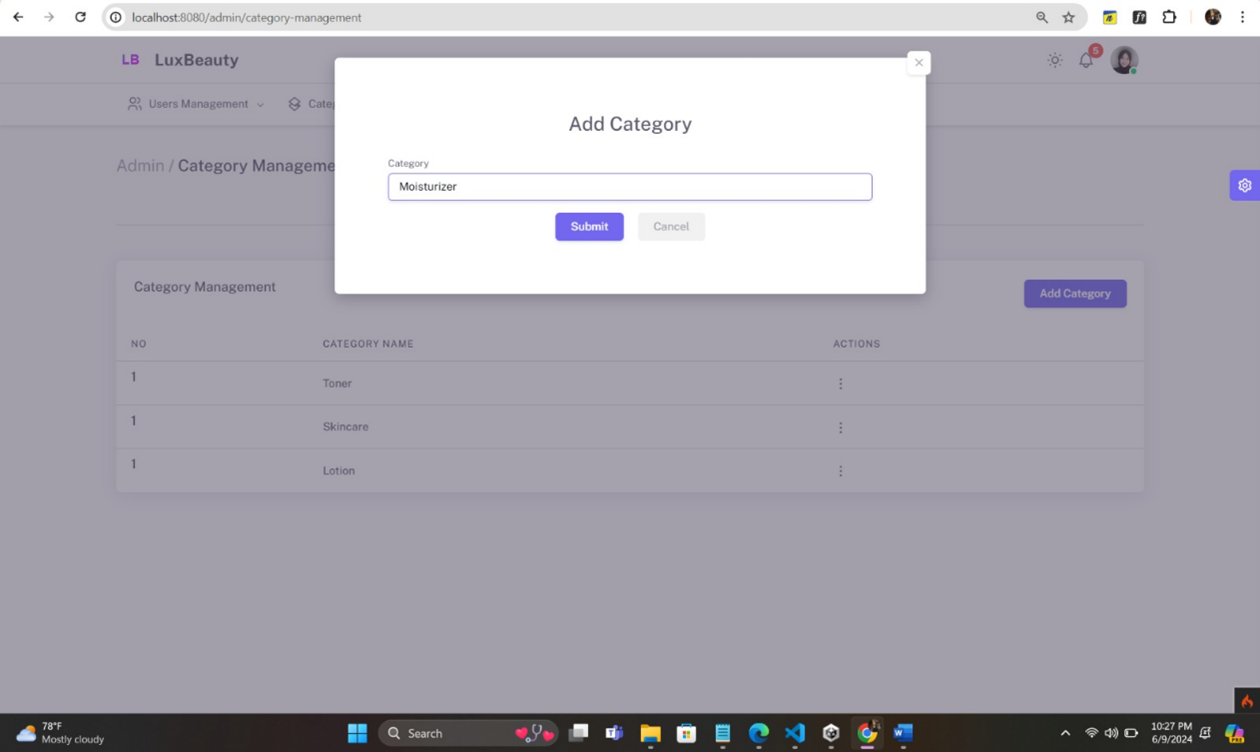 localhost:8080/admin/category-management
LB LuxBeauty
5
Users Management
Categ
Add Category
Category
Moisturizer
Submit Cancel
Admin / Category Manageme
Category Management
Add Category
NO CATEGORY NAME ACTIONS
1 Toner
1 Skincare
1 Lotion
78°F
Mostly cloudy
Search
10:27 PM
6/9/2024